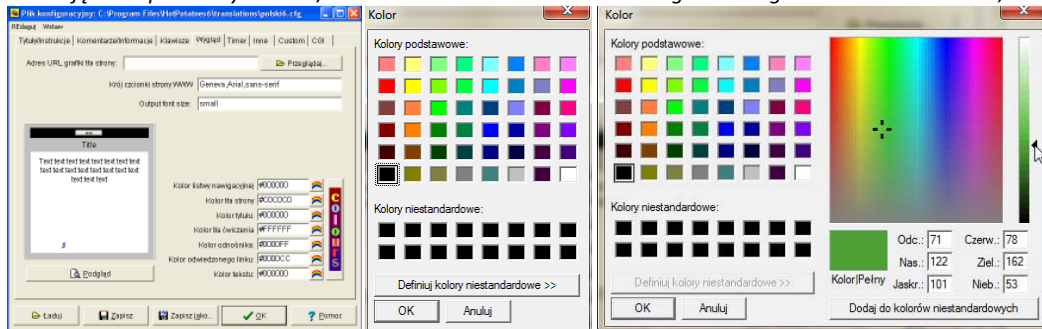 Plik konfiguracyjny: C:\Program Files\HotPotatoes6\translations\polski6.cfg
REdaguj Wstaw
Tytuły/Instrukcje Komentarze/Informacje Klawisze Wygląd Timer Inne Custom CGI
Adres URL grafiki tła strony: Przeglądaj...
Krój czcionki strony WWW Geneva,Arial,sans-serif
Output font size: small
Title
Text text text text text text text text
text text text text text text text text
text text text
Kolor listwy nawigacyjnej #000000
Kolor tła strony #C0C0C0
Kolor tytułu: #000000
Kolor tła ćwiczenia #FFFFFF
Kolor odnośnika: #0000FF
Kolor odwiedzonego linku: #0000CC
Kolor tekstu: #000000
colours
Podgląd
Ładuj Zapisz Zapisz jako... OK Pomoc
Kolor
Kolory podstawowe:
Kolory niestandardowe:
Definiuj kolory niestandardowe >>
OK Anuluj
Kolor
Kolory podstawowe:
Kolory niestandardowe:
Definiuj kolory niestandardowe >>
OK Anuluj
Kolor|Pełny
Odc.: 71 Czerw.: 78
Nas.: 122 Ziel.: 162
Jaskr.: 101 Nieb.: 53
Dodaj do kolorów niestandardowych